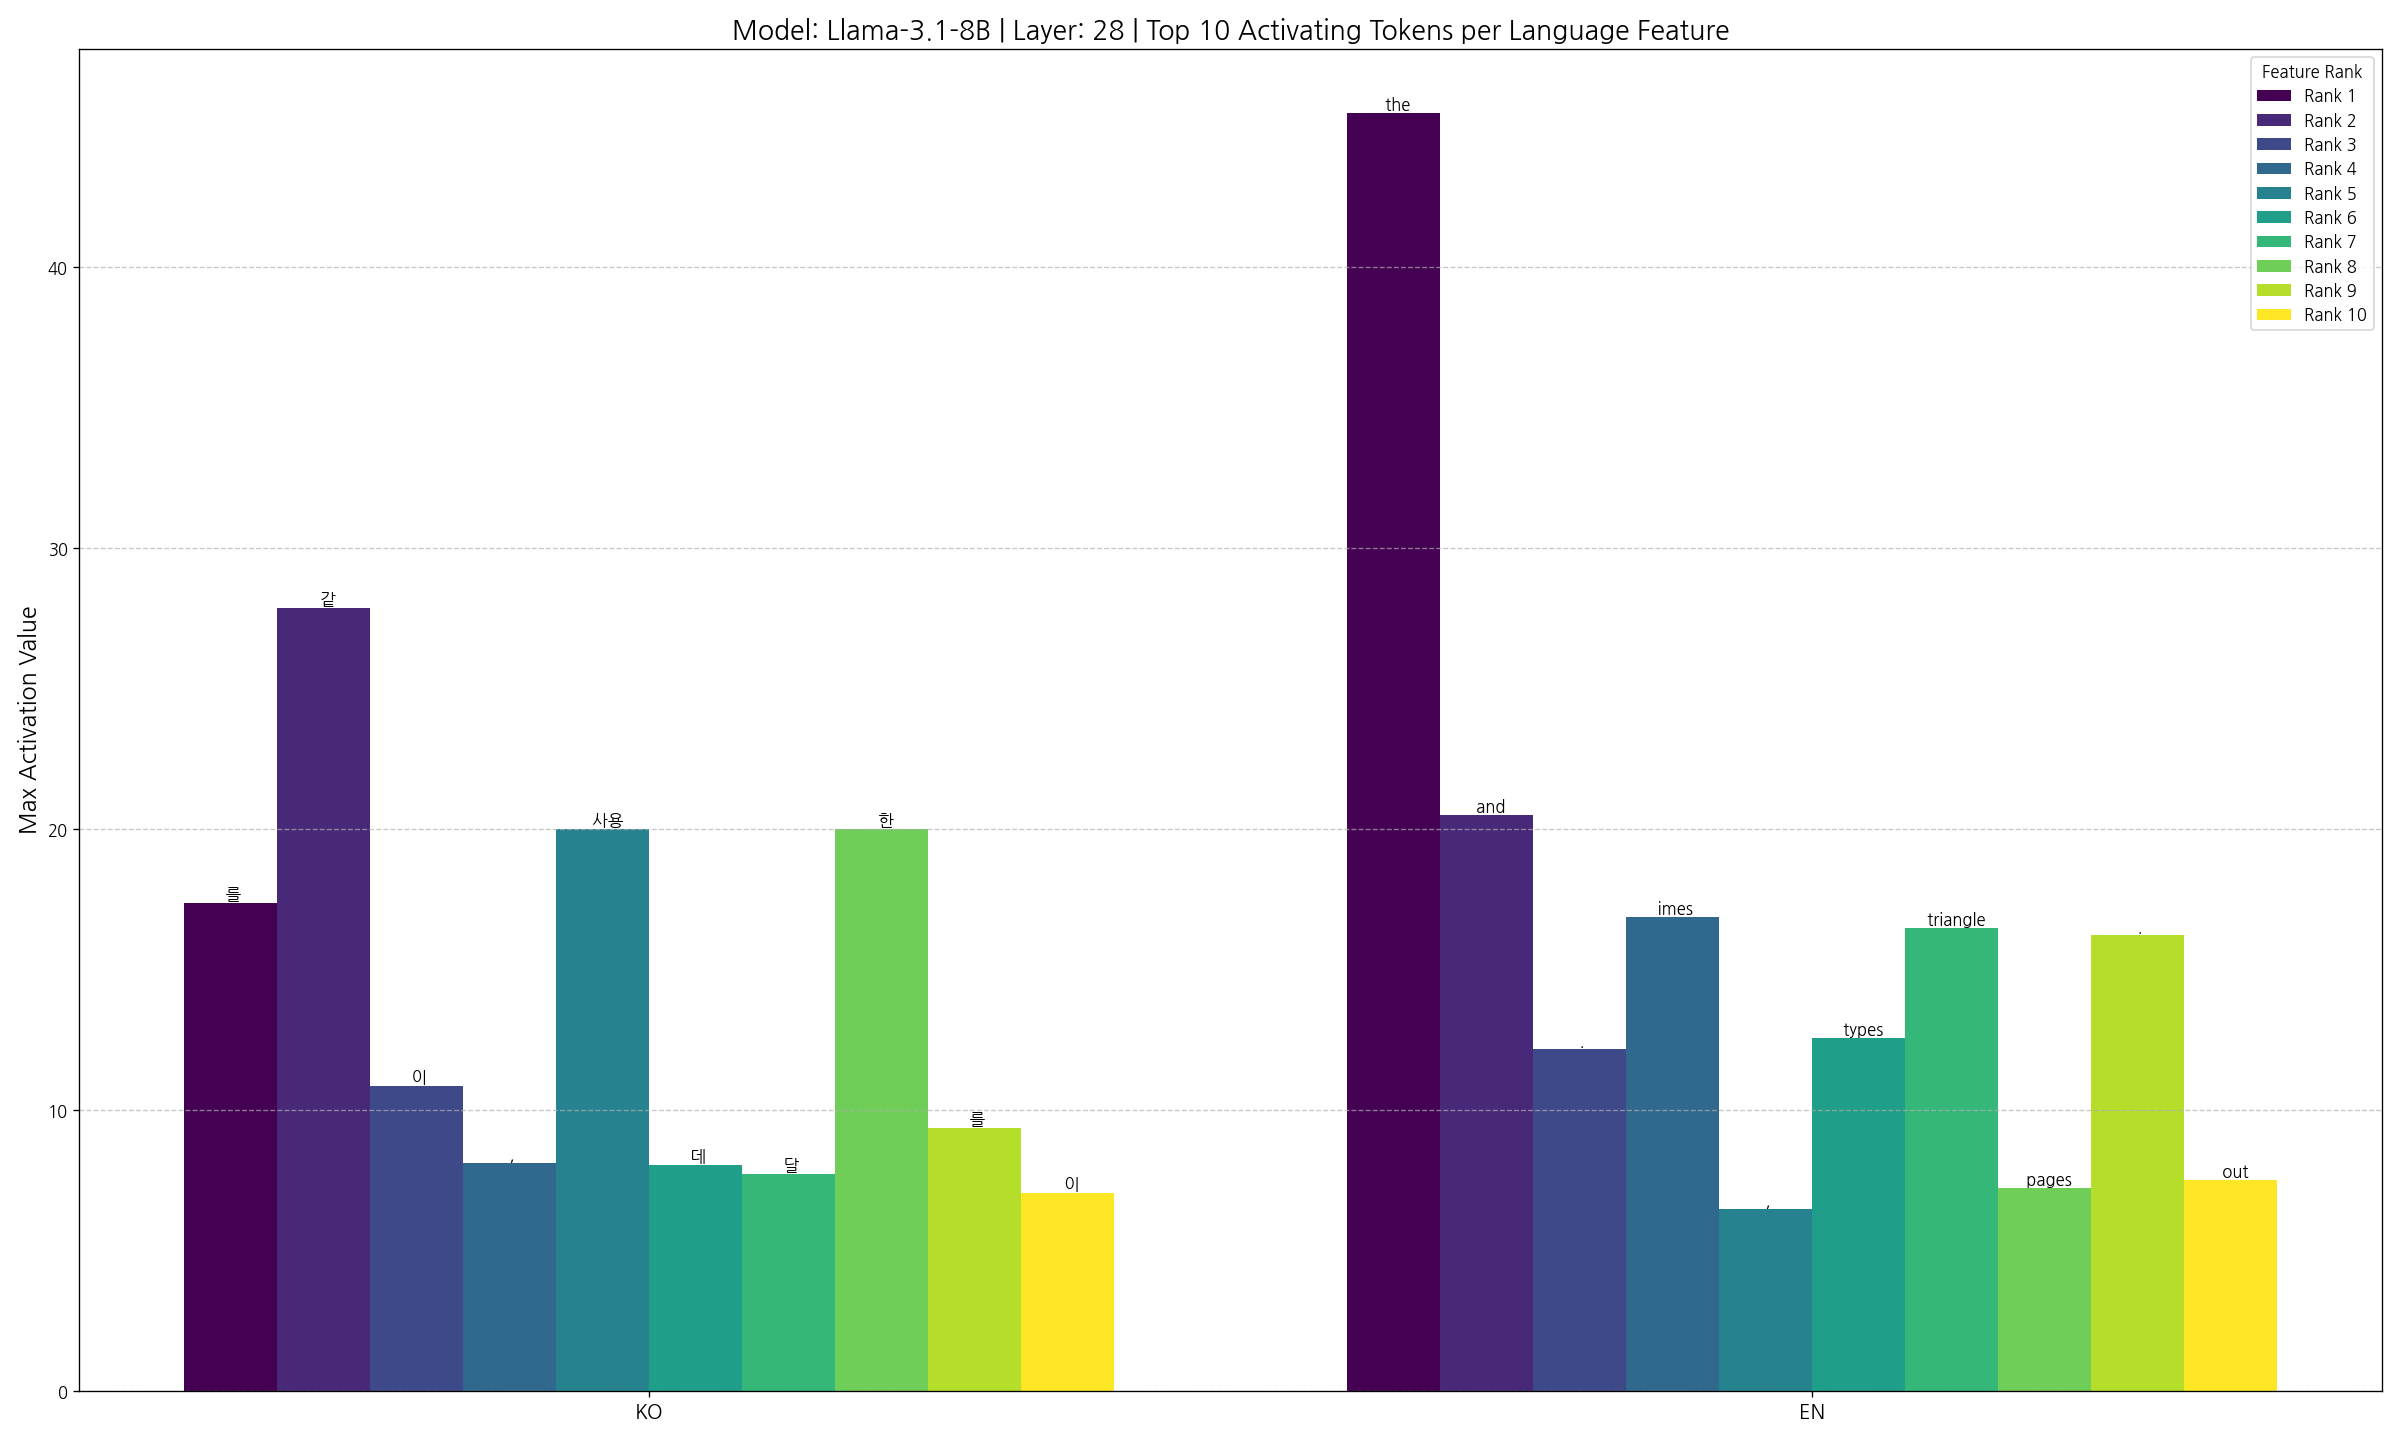 Model: Llama-3.1-8B | Layer: 28 | Top 10 Activating Tokens per Language Feature
Max Activation Value
40
30
20
10
0
를
같
이
,
사용
데
달
한
를
이
the
and
.
imes
,
types
triangle
pages
.
out
KO
EN
Feature Rank
Rank 1
Rank 2
Rank 3
Rank 4
Rank 5
Rank 6
Rank 7
Rank 8
Rank 9
Rank 10